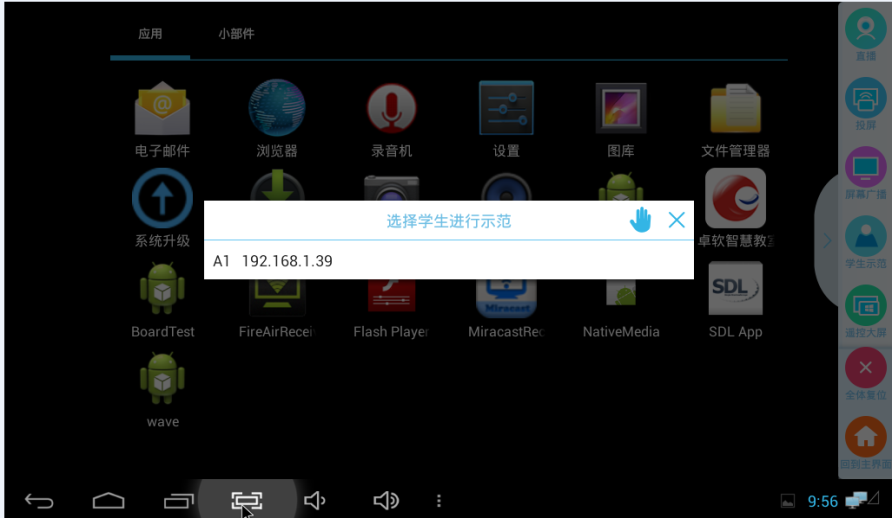 应用 小部件
电子邮件 浏览器 录音机 设置 图库 文件管理器
选择学生进行示范
A1 192.168.1.39
系统升级 卓软智慧教室
BoardTest FireAirRecei Flash Player MiracastRec NativeMedia SDL App
Miracast
SDL
wave
直播
投屏
屏幕广播
学生示范
遥控大屏
全体复位
回到主界面
9:56